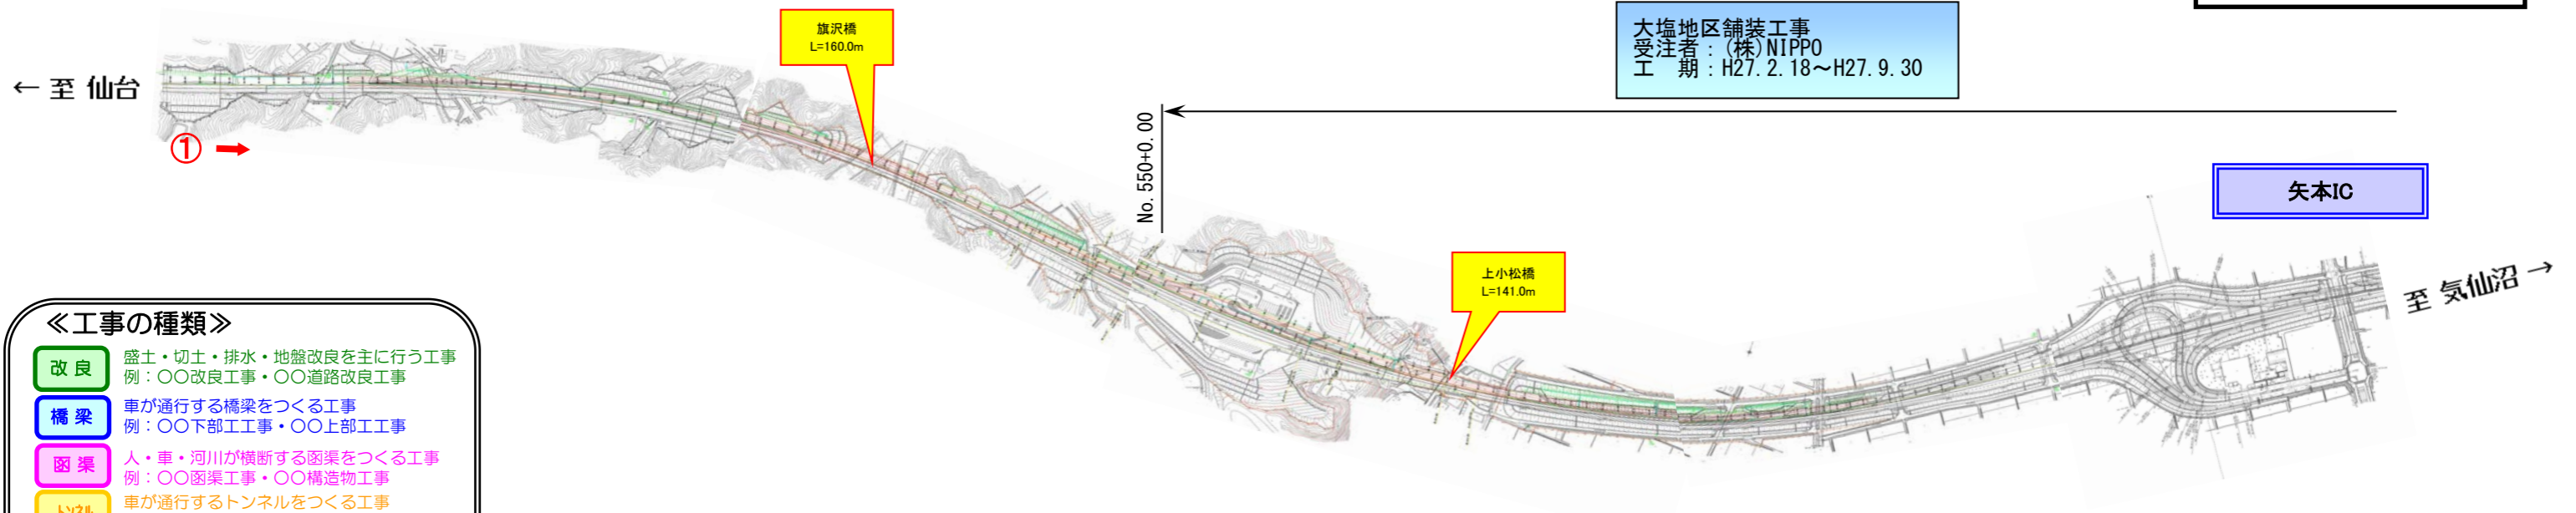 旗沢橋
L=160.0m
大塩地区舗装工事
受注者：(株)NIPPO
工　期：H27.2.18～H27.9.30
← 至 仙台
①
No.550+0.00
矢本IC
上小松橋
L=141.0m
至 気仙沼 →
≪工事の種類≫
改良
盛土・切土・排水・地盤改良を主に行う工事
例：〇〇改良工事・〇〇道路改良工事
橋梁
車が通行する橋梁をつくる工事
例：〇〇下部工工事・〇〇上部工工事
函渠
人・車・河川が横断する函渠をつくる工事
例：〇〇函渠工事・〇〇構造物工事
トンネル
車が通行するトンネルをつくる工事